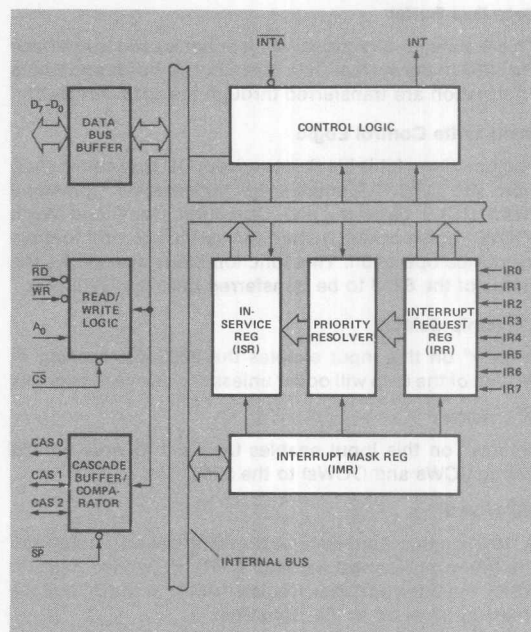 INTA INT
D7-D0
DATA
BUS
BUFFER
CONTROL LOGIC
RD
WR
A0
CS
READ/
WRITE
LOGIC
IN-
SERVICE
REG
(ISR)
PRIORITY
RESOLVER
INTERRUPT
REQUEST
REG
(IRR)
IR0
IR1
IR2
IR3
IR4
IR5
IR6
IR7
CAS 0
CAS 1
CAS 2
SP
CASCADE
BUFFER/
COMPA-
RATOR
INTERRUPT MASK REG
(IMR)
INTERNAL BUS